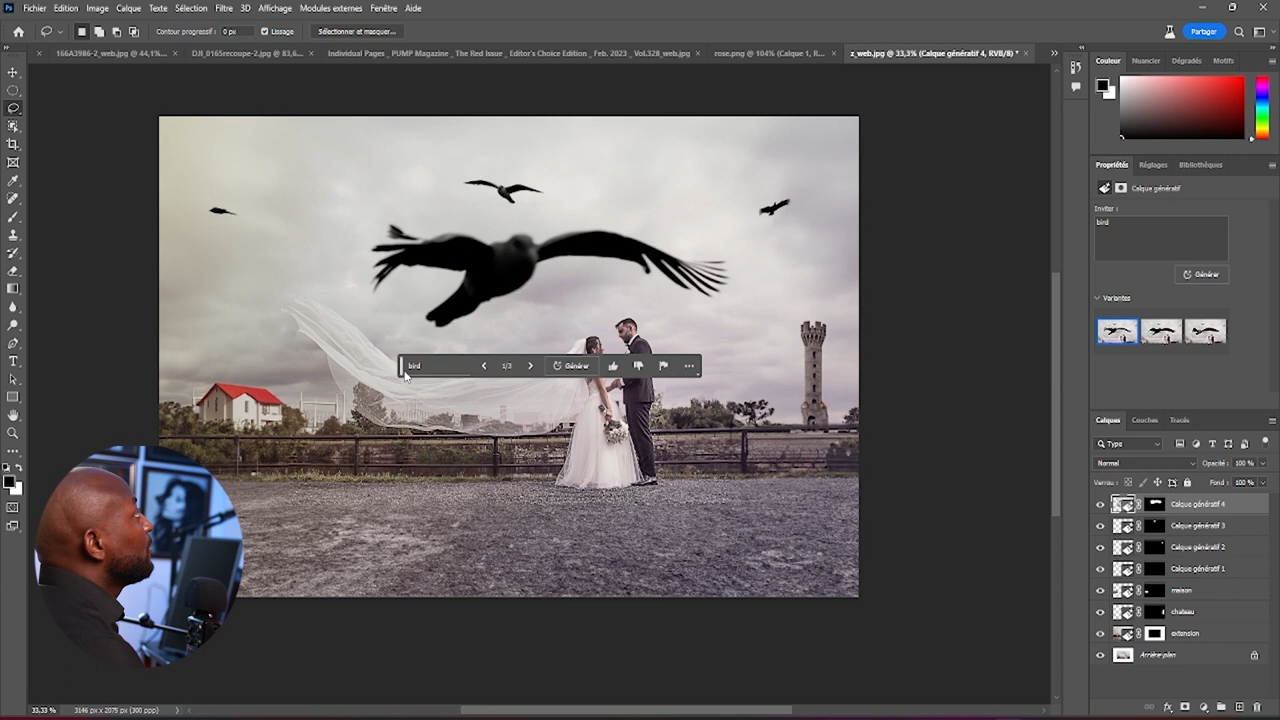 Fichier Edition Image Calque Texte Sélection Filtre 3D Affichage Modules externes Fenêtre Aide
Contour progressif : 0 px Lissage Sélectionner et masquer... Partager
166A3986-2_web.jpg @ 44,1%... × DJI_0165recoupe-2.jpg @ 83,6... × Individual Pages _ PUMP Magazine _ The Red Issue _ Editor's Choice Edition _ Feb. 2023 _ Vol.328_web.jpg × rose.png @ 104% (Calque 1, R... × z_web.jpg @ 33,3% (Calque génératif 4, RVB/8) * ×
Couleur Nuancier Dégradés Motifs
Propriétés Réglages Bibliothèques
Calque génératif
Inviter :
bird
Générer
Variantes
bird 1/3 Générer
Calques Couches Tracés
Type
Normal Opacité : 100 %
Verrou : Fond : 100 %
Calque génératif 4
Calque génératif 3
Calque génératif 2
Calque génératif 1
maison
chateau
extension
Arrière-plan
33,33 % 3146 px x 2075 px (300 ppp)